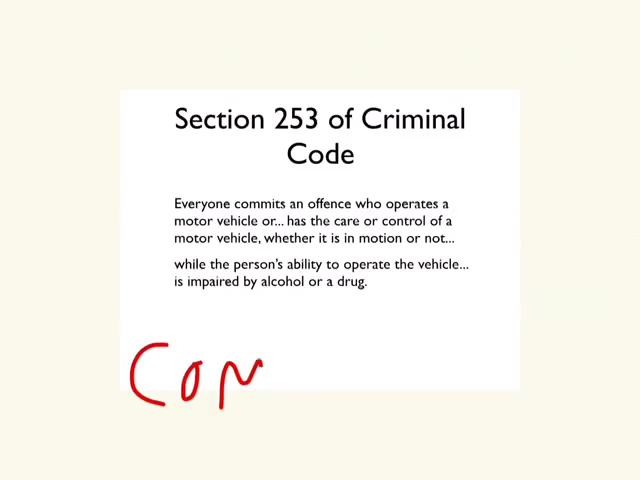 Section 253 of Criminal
Code
Everyone commits an offence who operates a
motor vehicle or... has the care or control of a
motor vehicle, whether it is in motion or not...
while the person's ability to operate the vehicle...
is impaired by alcohol or a drug.
Con